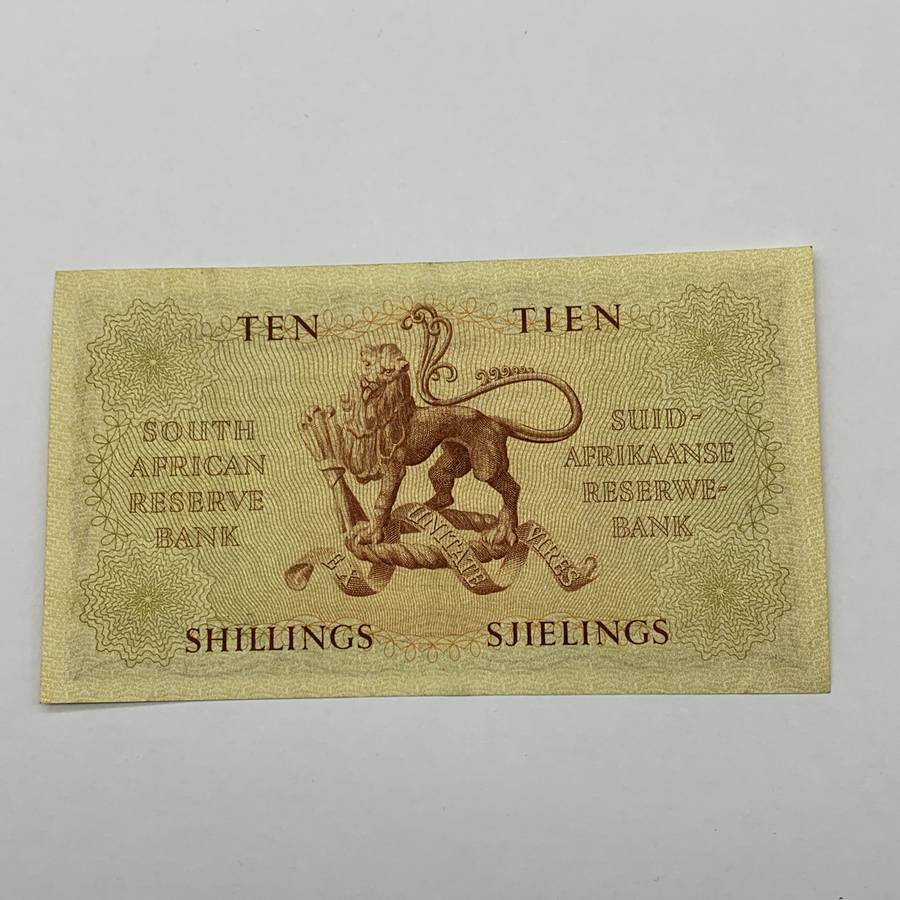 TEN TIEN
SOUTH
AFRICAN
RESERVE
BANK
SUID-
AFRIKAANSE
RESERWE-
BANK
EX UNITATE VIRES
SHILLINGS SJIELINGS